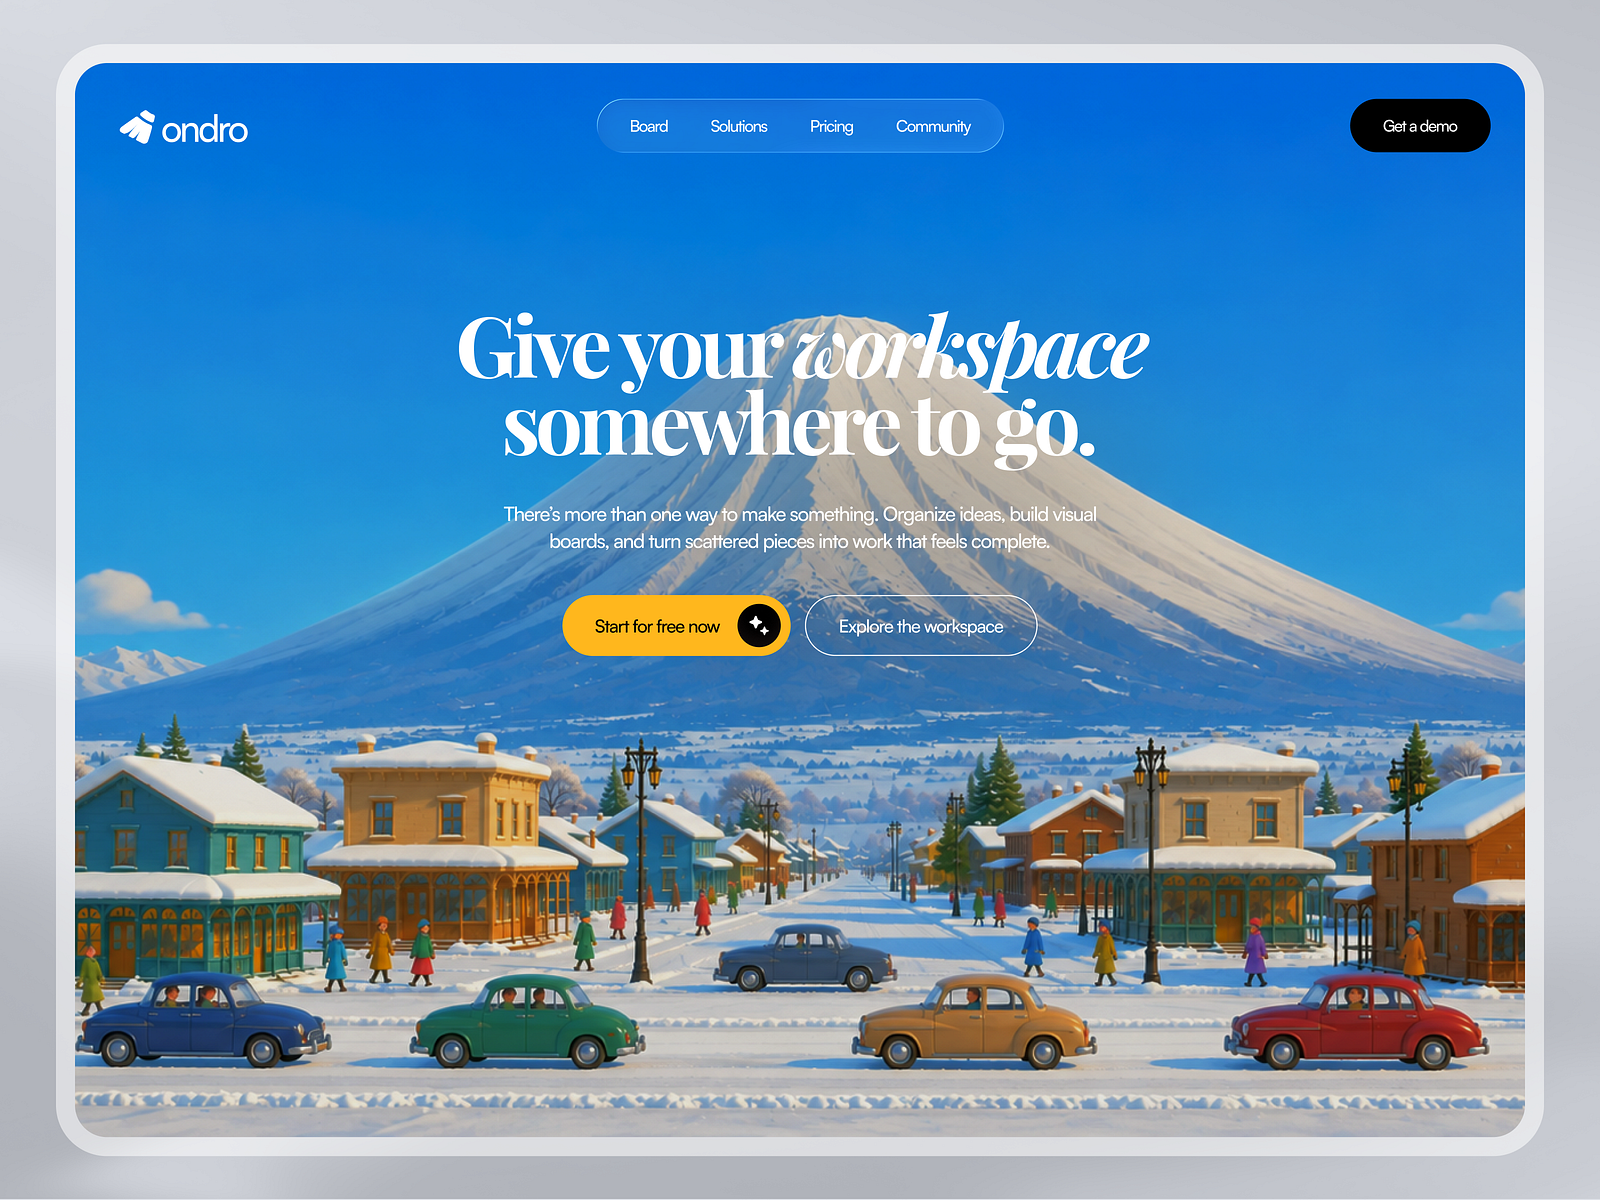 ondro
Board
Solutions
Pricing
Community
Get a demo
Give your workspace
somewhere to go.
There's more than one way to make something. Organize ideas, build visual
boards, and turn scattered pieces into work that feels complete.
Start for free now
Explore the workspace